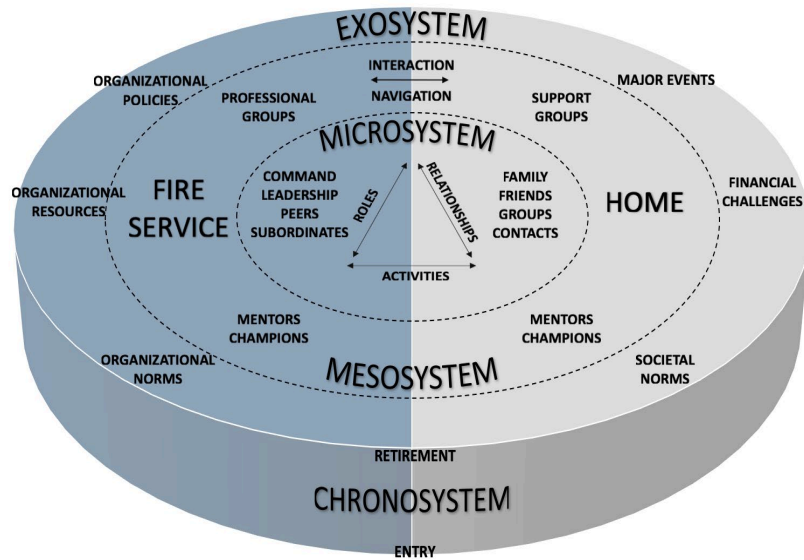 EXOSYSTEM
INTERACTION
NAVIGATION
ORGANIZATIONAL
POLICIES
PROFESSIONAL
GROUPS
SUPPORT
GROUPS
MAJOR EVENTS
MICROSYSTEM
ORGANIZATIONAL
RESOURCES
FIRE
SERVICE
COMMAND
LEADERSHIP
PEERS
SUBORDINATES
ROLES
RELATIONSHIPS
ACTIVITIES
FAMILY
FRIENDS
GROUPS
CONTACTS
HOME
FINANCIAL
CHALLENGES
MENTORS
CHAMPIONS
MENTORS
CHAMPIONS
ORGANIZATIONAL
NORMS
MESOSYSTEM
SOCIETAL
NORMS
RETIREMENT
CHRONOSYSTEM
ENTRY